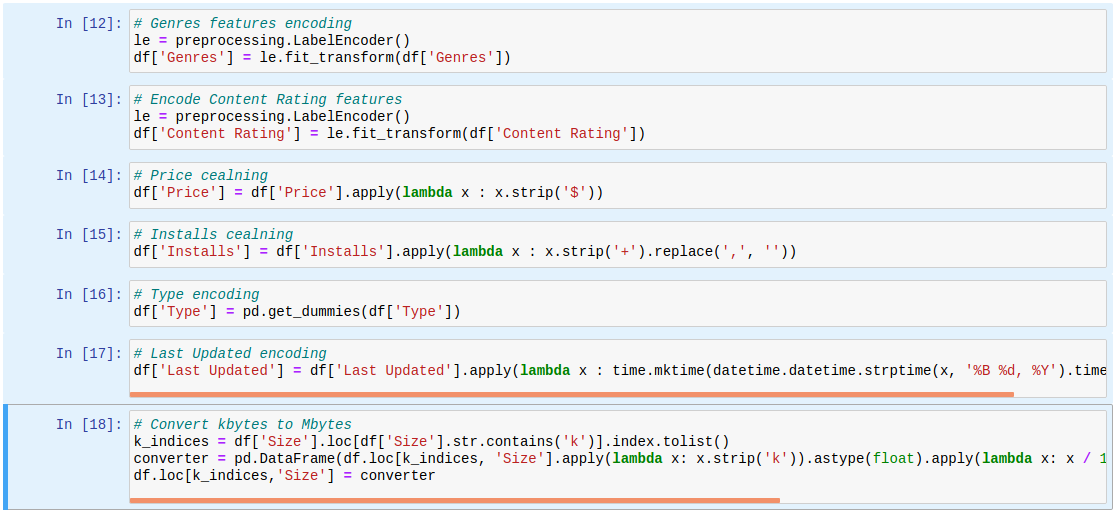 In [12]: # Genres features encoding
le = preprocessing.LabelEncoder()
df['Genres'] = le.fit_transform(df['Genres'])
In [13]: # Encode Content Rating features
le = preprocessing.LabelEncoder()
df['Content Rating'] = le.fit_transform(df['Content Rating'])
In [14]: # Price cealning
df['Price'] = df['Price'].apply(lambda x : x.strip('$'))
In [15]: # Installs cealning
df['Installs'] = df['Installs'].apply(lambda x : x.strip('+').replace(',', ''))
In [16]: # Type encoding
df['Type'] = pd.get_dummies(df['Type'])
In [17]: # Last Updated encoding
df['Last Updated'] = df['Last Updated'].apply(lambda x : time.mktime(datetime.datetime.strptime(x, '%B %d, %Y').time
In [18]: # Convert kbytes to Mbytes
k_indices = df['Size'].loc[df['Size'].str.contains('k')].index.tolist()
converter = pd.DataFrame(df.loc[k_indices, 'Size'].apply(lambda x: x.strip('k')).astype(float).apply(lambda x: x / 1
df.loc[k_indices,'Size'] = converter